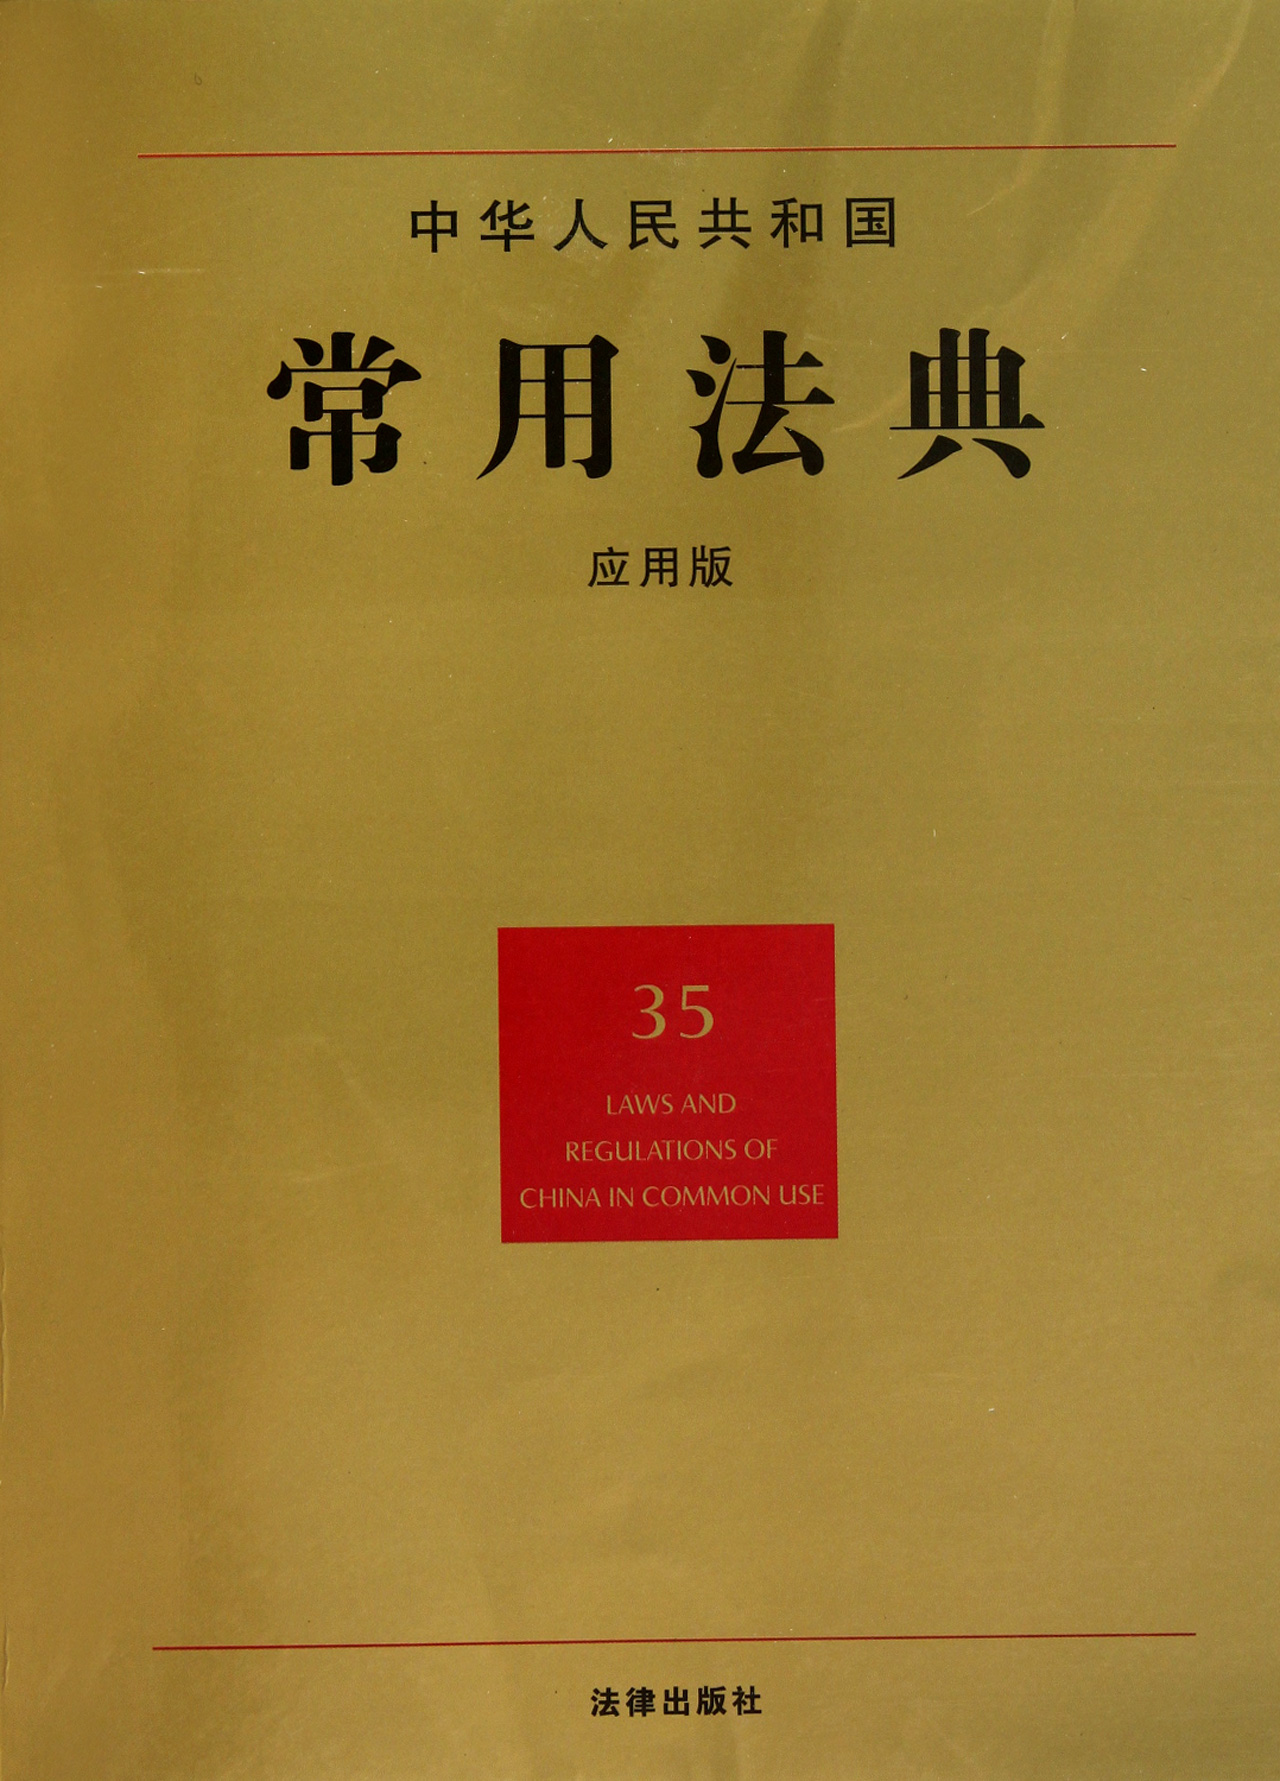 中华人民共和国
常用法典
应用版
35
LAWS AND
REGULATIONS OF
CHINA IN COMMON USE
法律出版社